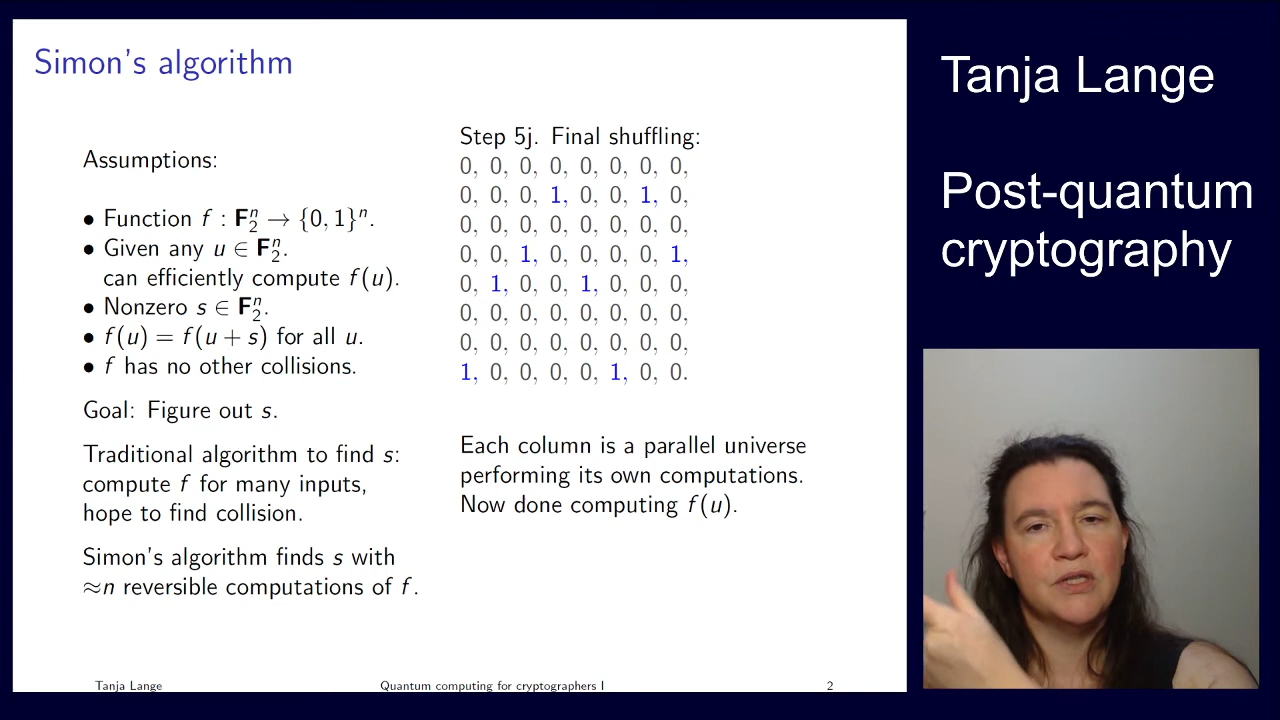 Simon's algorithm
Assumptions:
• Function f : F₂ⁿ → {0, 1}ⁿ.
• Given any u ∈ F₂ⁿ.
can efficiently compute f(u).
• Nonzero s ∈ F₂ⁿ.
• f(u) = f(u + s) for all u.
• f has no other collisions.
Goal: Figure out s.
Traditional algorithm to find s:
compute f for many inputs,
hope to find collision.
Simon's algorithm finds s with
≈n reversible computations of f.
Step 5j. Final shuffling:
0, 0, 0, 0, 0, 0, 0, 0,
0, 0, 0, 1, 0, 0, 1, 0,
0, 0, 0, 0, 0, 0, 0, 0,
0, 0, 1, 0, 0, 0, 0, 1,
0, 1, 0, 0, 1, 0, 0, 0,
0, 0, 0, 0, 0, 0, 0, 0,
0, 0, 0, 0, 0, 0, 0, 0,
1, 0, 0, 0, 0, 1, 0, 0.
Each column is a parallel universe
performing its own computations.
Now done computing f(u).
Tanja Lange
Quantum computing for cryptographers I
2
Tanja Lange
Post-quantum
cryptography